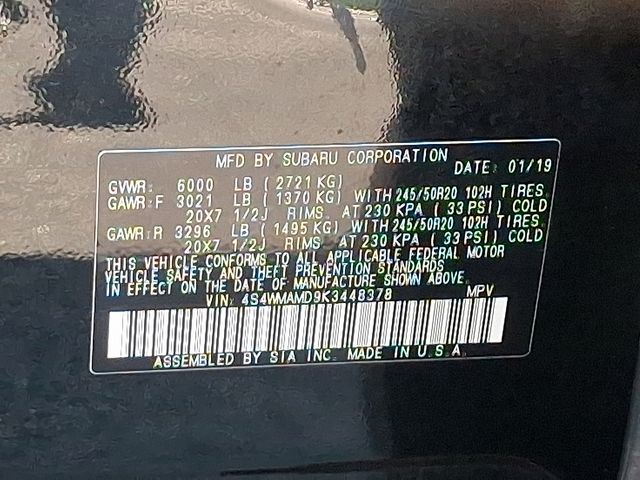 MFD BY SUBARU CORPORATION DATE: 01/19
GVWR: 6000 LB (2721 KG)
GAWR:F 3021 LB (1370 KG) WITH 245/50R20 102H TIRES,
20X7 1/2J RIMS, AT 230 KPA (33 PSI) COLD
GAWR:R 3296 LB (1495 KG) WITH 245/50R20 102H TIRES,
20X7 1/2J RIMS, AT 230 KPA (33 PSI) COLD
THIS VEHICLE CONFORMS TO ALL APPLICABLE FEDERAL MOTOR
VEHICLE SAFETY AND THEFT PREVENTION STANDARDS
IN EFFECT ON THE DATE OF MANUFACTURE SHOWN ABOVE.
VIN: 4S4WMAMD9K3448378 MPV
ASSEMBLED BY SIA INC. MADE IN U.S.A.